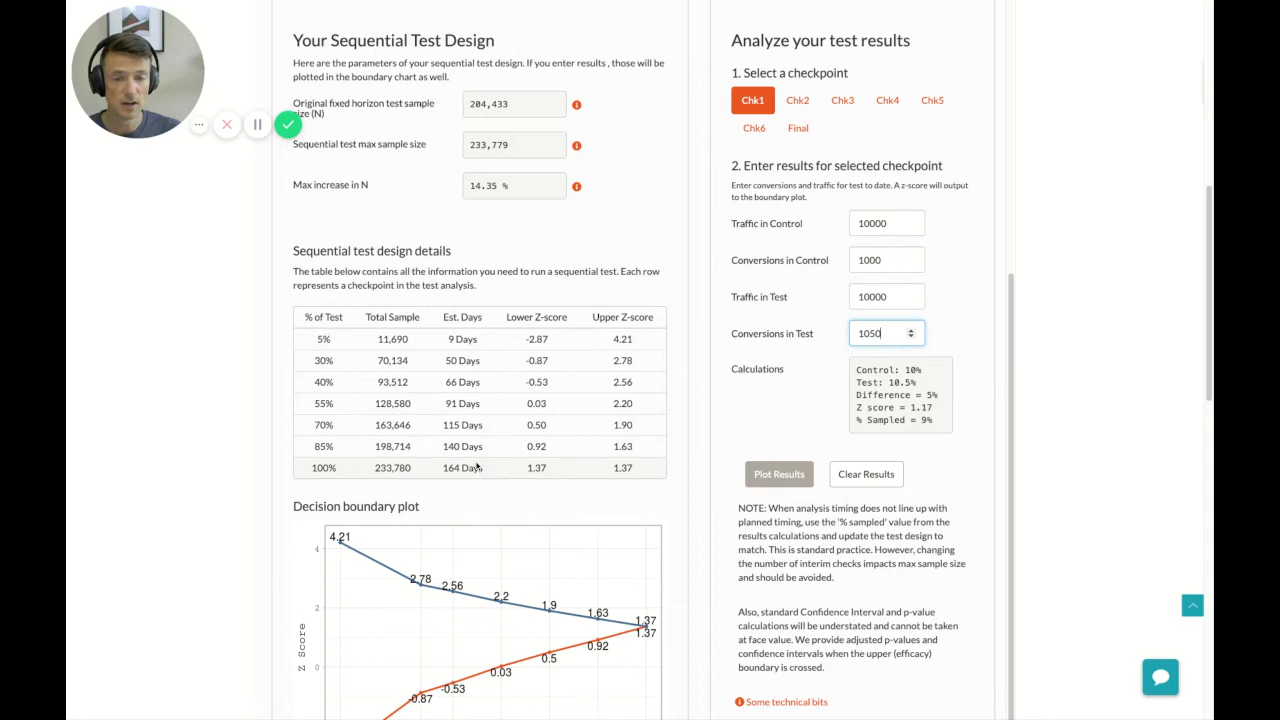 Your Sequential Test Design
Here are the parameters of your sequential test design. If you enter results , those will be
plotted in the boundary chart as well.
Original fixed horizon test sample
size (N)
204,433
Sequential test max sample size
233,779
Max increase in N
14.35 %
Sequential test design details
The table below contains all the information you need to run a sequential test. Each row
represents a checkpoint in the test analysis.
% of Test Total Sample Est. Days Lower Z-score Upper Z-score
5% 11,690 9 Days -2.87 4.21
30% 70,134 50 Days -0.87 2.78
40% 93,512 66 Days -0.53 2.56
55% 128,580 91 Days 0.03 2.20
70% 163,646 115 Days 0.50 1.90
85% 198,714 140 Days 0.92 1.63
100% 233,780 164 Days 1.37 1.37
Decision boundary plot
4.21
4
2.78
2.56
2.2
1.9
1.63
1.37
1.37
2
0.92
0.5
0.03
0
-0.53
-0.87
Z Score
Analyze your test results
1. Select a checkpoint
Chk1 Chk2 Chk3 Chk4 Chk5
Chk6 Final
2. Enter results for selected checkpoint
Enter conversions and traffic for test to date. A z-score will output
to the boundary plot.
Traffic in Control 10000
Conversions in Control 1000
Traffic in Test 10000
Conversions in Test 1050
Calculations
Control: 10%
Test: 10.5%
Difference = 5%
Z score = 1.17
% Sampled = 9%
Plot Results Clear Results
NOTE: When analysis timing does not line up with
planned timing, use the '% sampled' value from the
results calculations and update the test design to
match. This is standard practice. However, changing
the number of interim checks impacts max sample size
and should be avoided.
Also, standard Confidence Interval and p-value
calculations will be understated and cannot be taken
at face value. We provide adjusted p-values and
confidence intervals when the upper (efficacy)
boundary is crossed.
Some technical bits